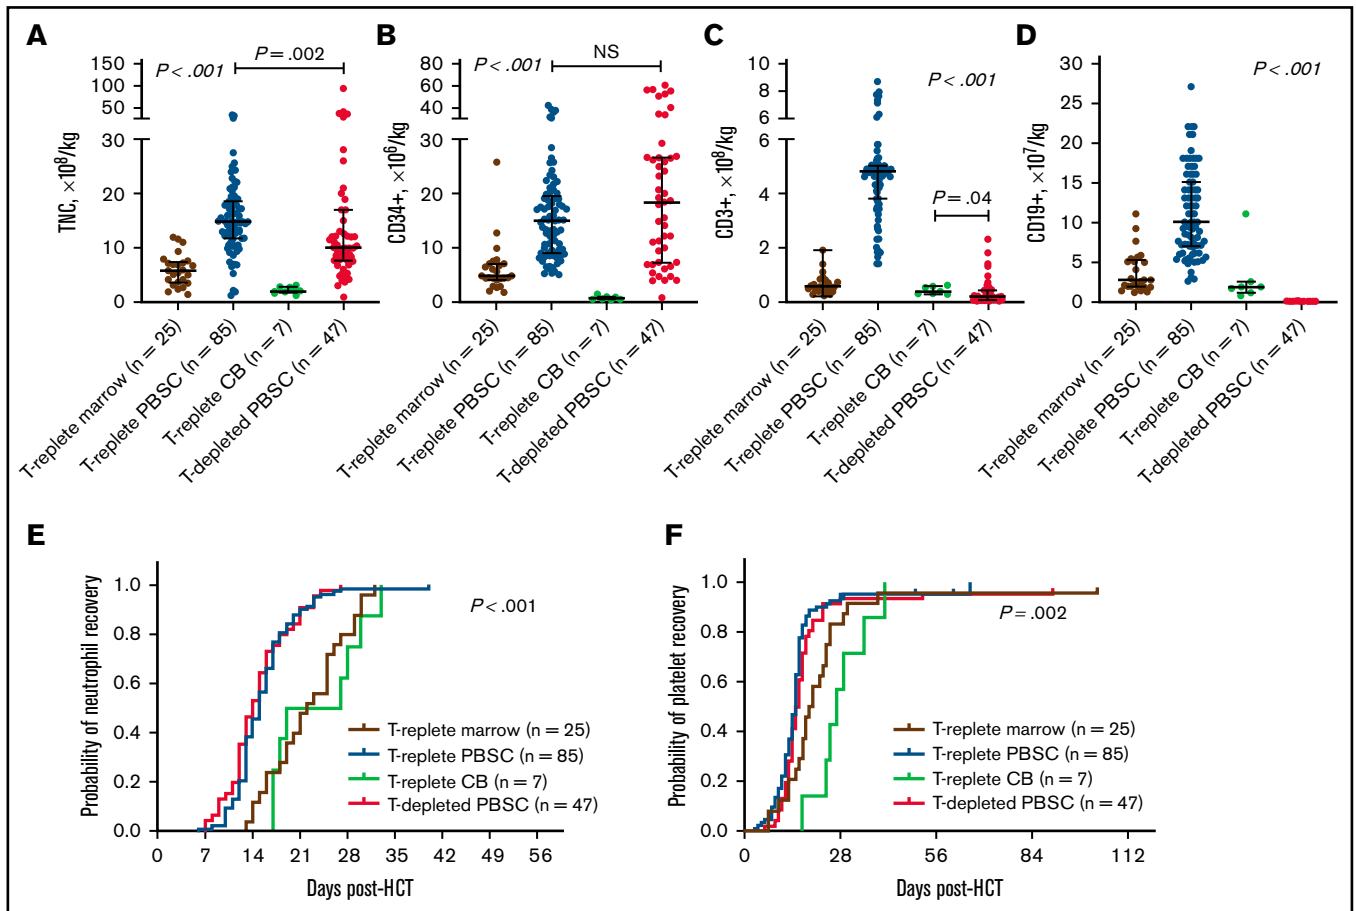 A
B
C
D
P < .001
P = .002
P < .001
NS
P < .001
P = .04
P < .001
TNC, ×10⁸/kg
150
100
50
30
20
10
0
CD34+, ×10⁶/kg
80
60
40
30
20
10
0
CD3+, ×10⁸/kg
10
8
6
6
4
2
0
CD19+, ×10⁷/kg
30
25
20
15
10
5
0
T-replete marrow (n = 25)
T-replete PBSC (n = 85)
T-replete CB (n = 7)
T-depleted PBSC (n = 47)
T-replete marrow (n = 25)
T-replete PBSC (n = 85)
T-replete CB (n = 7)
T-depleted PBSC (n = 47)
T-replete marrow (n = 25)
T-replete PBSC (n = 85)
T-replete CB (n = 7)
T-depleted PBSC (n = 47)
T-replete marrow (n = 25)
T-replete PBSC (n = 85)
T-replete CB (n = 7)
T-depleted PBSC (n = 47)
E
Probability of neutrophil recovery
1.0
0.8
0.6
0.4
0.2
0.0
P < .001
T-replete marrow (n = 25)
T-replete PBSC (n = 85)
T-replete CB (n = 7)
T-depleted PBSC (n = 47)
0 7 14 21 28 35 42 49 56
Days post-HCT
F
Probability of platelet recovery
1.0
0.8
0.6
0.4
0.2
0.0
P = .002
T-replete marrow (n = 25)
T-replete PBSC (n = 85)
T-replete CB (n = 7)
T-depleted PBSC (n = 47)
0 28 56 84 112
Days post-HCT